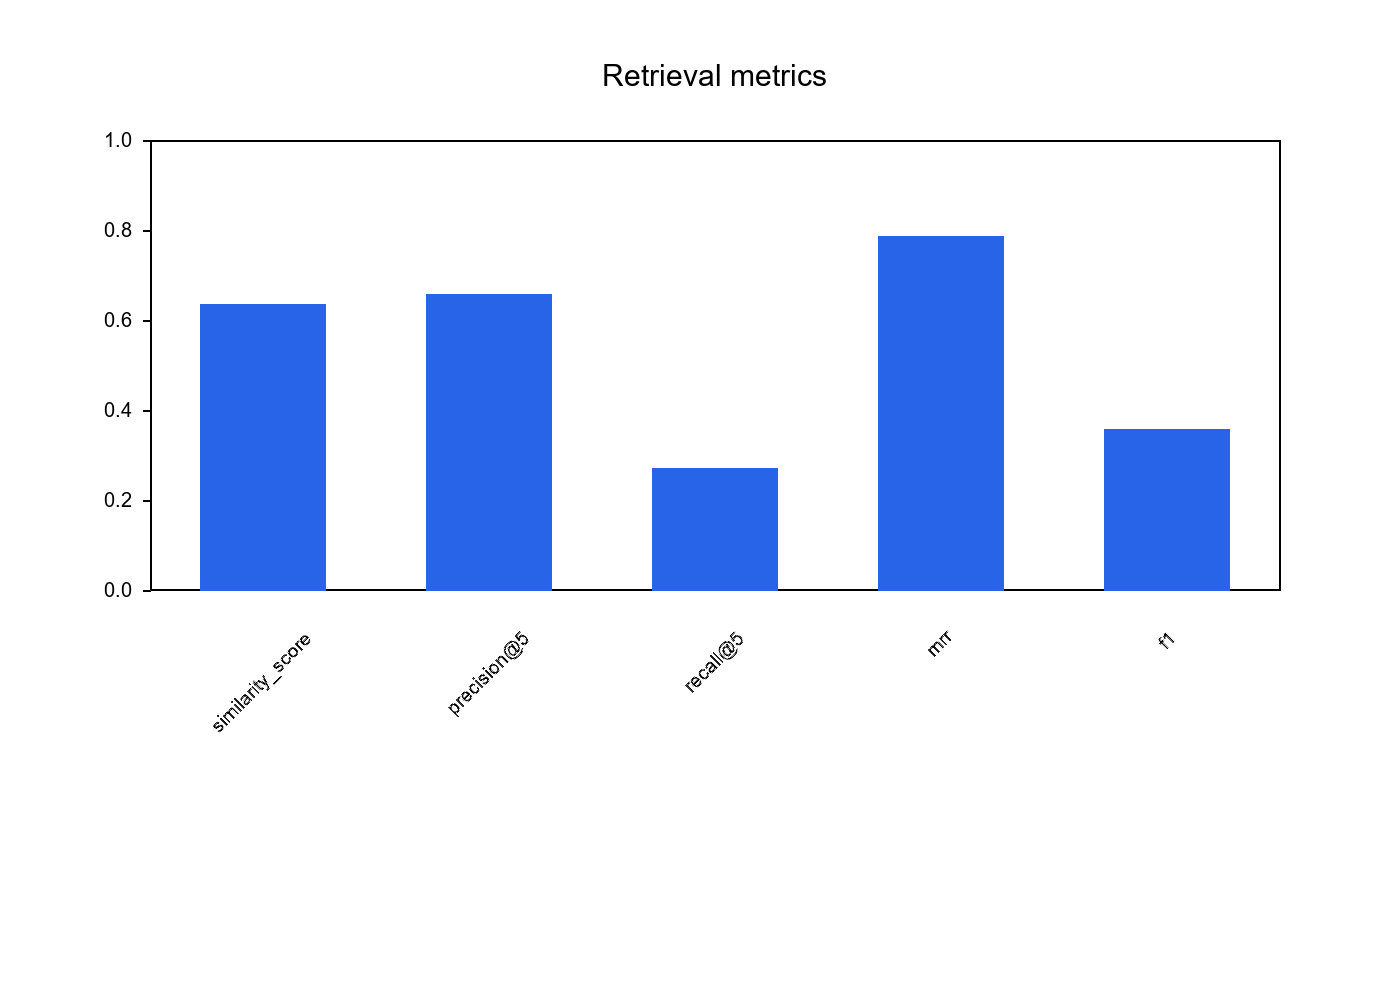 Retrieval metrics
1.0
0.8
0.6
0.4
0.2
0.0
similarity_score
precision@5
recall@5
mrr
f1